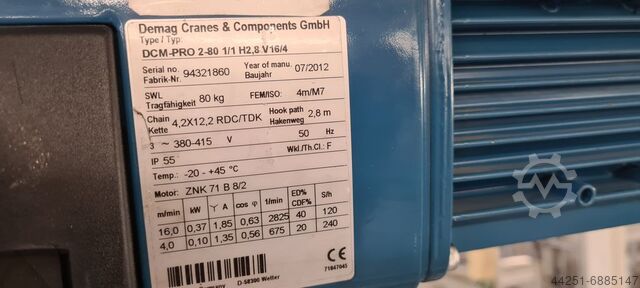 Demag Cranes & Components GmbH
Type / Typ:
DCM-PRO 2-80 1/1 H2,8 V16/4
Serial no. 94321860 Year of manu. 07/2012
Fabrik-Nr. Baujahr
SWL 80 kg FEM/ISO: 4m/M7
Tragfähigkeit
Chain 4,2X12,2 RDC/TDK Hook path 2,8 m
Kette Hakenweg
3 ~ 380-415 V 50 Hz
IP 55 Wkl./Th.Cl.: F
Temp.: -20 - +45 °C
Motor: ZNK 71 B 8/2
m/min kW Y A cos φ 1/min ED% CDF% S/h
16,0 0,37 1,85 0,63 2825 40 120
4,0 0,10 1,35 0,56 675 20 240
Germany D-58300 Wetter CE 71847045
44251-6885147